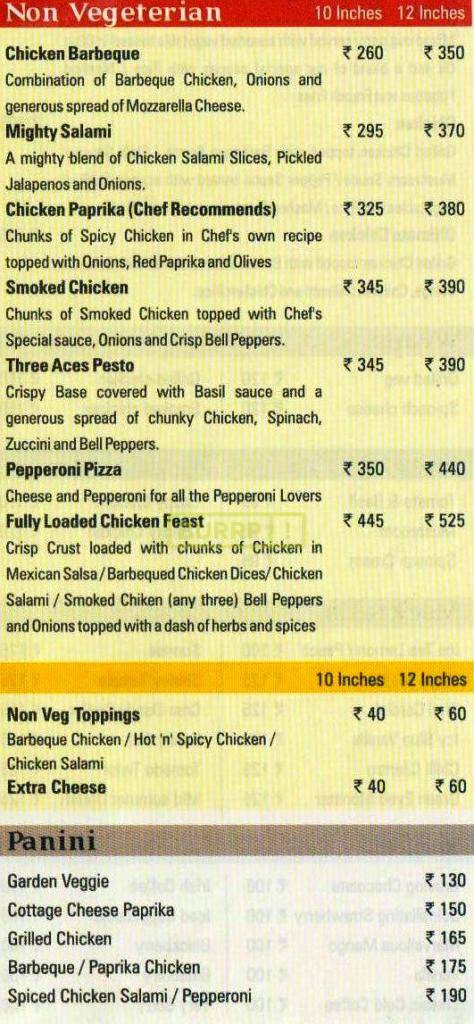 Non Vegeterian 10 Inches 12 Inches
Chicken Barbeque ₹ 260 ₹ 350
Combination of Barbeque Chicken, Onions and
generous spread of Mozzarella Cheese.
Mighty Salami ₹ 295 ₹ 370
A mighty blend of Chicken Salami Slices, Pickled
Jalapenos and Onions.
Chicken Paprika (Chef Recommends) ₹ 325 ₹ 380
Chunks of Spicy Chicken in Chef's own recipe
topped with Onions, Red Paprika and Olives
Smoked Chicken ₹ 345 ₹ 390
Chunks of Smoked Chicken topped with Chef's
Special sauce, Onions and Crisp Bell Peppers.
Three Aces Pesto ₹ 345 ₹ 390
Crispy Base covered with Basil sauce and a
generous spread of chunky Chicken, Spinach,
Zuccini and Bell Peppers.
Pepperoni Pizza ₹ 350 ₹ 440
Cheese and Pepperoni for all the Pepperoni Lovers
Fully Loaded Chicken Feast ₹ 445 ₹ 525
BURRP!
Crisp Crust loaded with chunks of Chicken in
Mexican Salsa / Barbequed Chicken Dices/ Chicken
Salami / Smoked Chiken (any three) Bell Peppers
and Onions topped with a dash of herbs and spices
10 Inches 12 Inches
Non Veg Toppings ₹ 40 ₹ 60
Barbeque Chicken / Hot 'n' Spicy Chicken /
Chicken Salami
Extra Cheese ₹ 40 ₹ 60
Panini
Garden Veggie ₹ 130
Cottage Cheese Paprika ₹ 150
Grilled Chicken ₹ 165
Barbeque / Paprika Chicken ₹ 175
Spiced Chicken Salami / Pepperoni ₹ 190